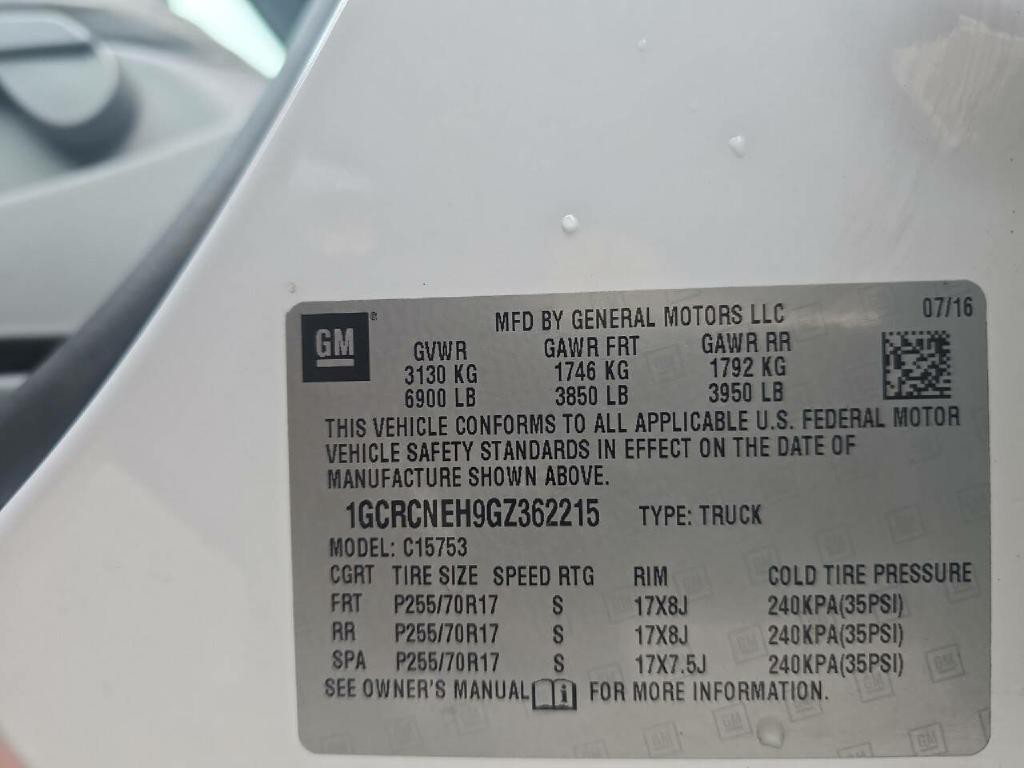 GM®
MFD BY GENERAL MOTORS LLC 07/16
GVWR GAWR FRT GAWR RR
3130 KG 1746 KG 1792 KG
6900 LB 3850 LB 3950 LB
THIS VEHICLE CONFORMS TO ALL APPLICABLE U.S. FEDERAL MOTOR
VEHICLE SAFETY STANDARDS IN EFFECT ON THE DATE OF
MANUFACTURE SHOWN ABOVE.
1GCRCNEH9GZ362215 TYPE: TRUCK
MODEL: C15753
CGRT TIRE SIZE SPEED RTG RIM COLD TIRE PRESSURE
FRT P255/70R17 S 17X8J 240KPA(35PSI)
RR P255/70R17 S 17X8J 240KPA(35PSI)
SPA P255/70R17 S 17X7.5J 240KPA(35PSI)
SEE OWNER'S MANUAL i FOR MORE INFORMATION.